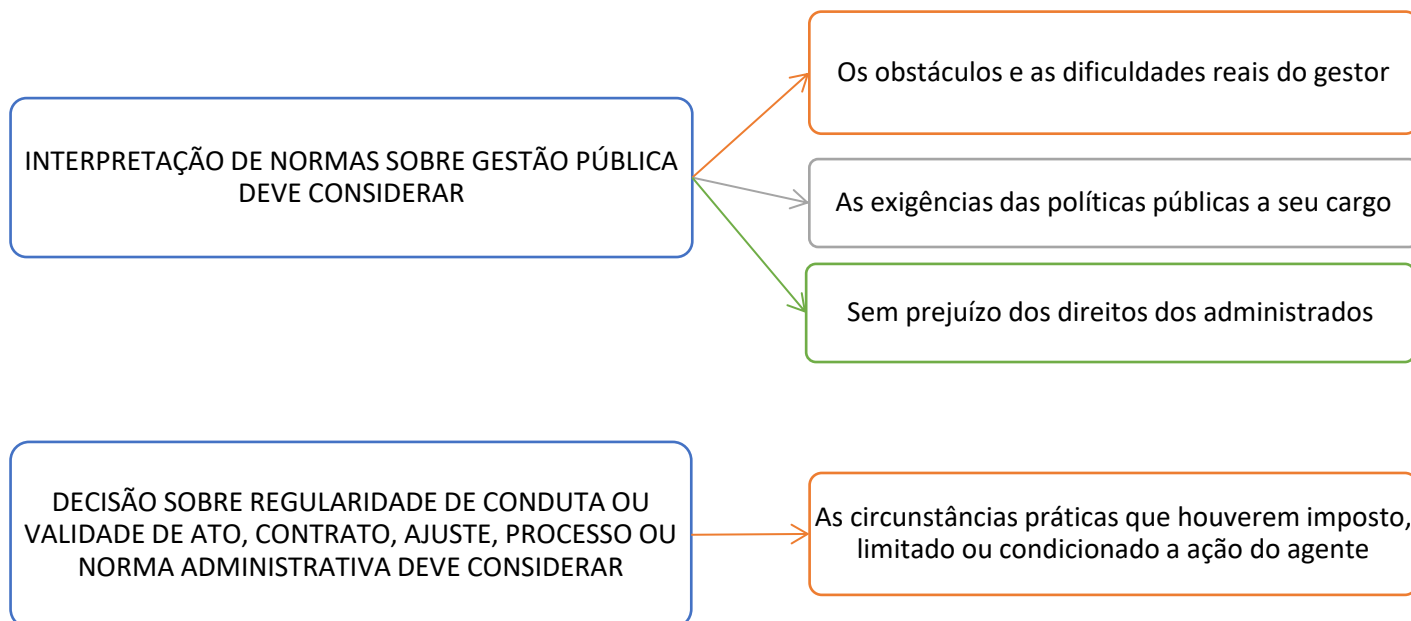 INTERPRETAÇÃO DE NORMAS SOBRE GESTÃO PÚBLICA
DEVE CONSIDERAR
Os obstáculos e as dificuldades reais do gestor
As exigências das políticas públicas a seu cargo
Sem prejuízo dos direitos dos administrados
DECISÃO SOBRE REGULARIDADE DE CONDUTA OU
VALIDADE DE ATO, CONTRATO, AJUSTE, PROCESSO OU
NORMA ADMINISTRATIVA DEVE CONSIDERAR
As circunstâncias práticas que houverem imposto,
limitado ou condicionado a ação do agente